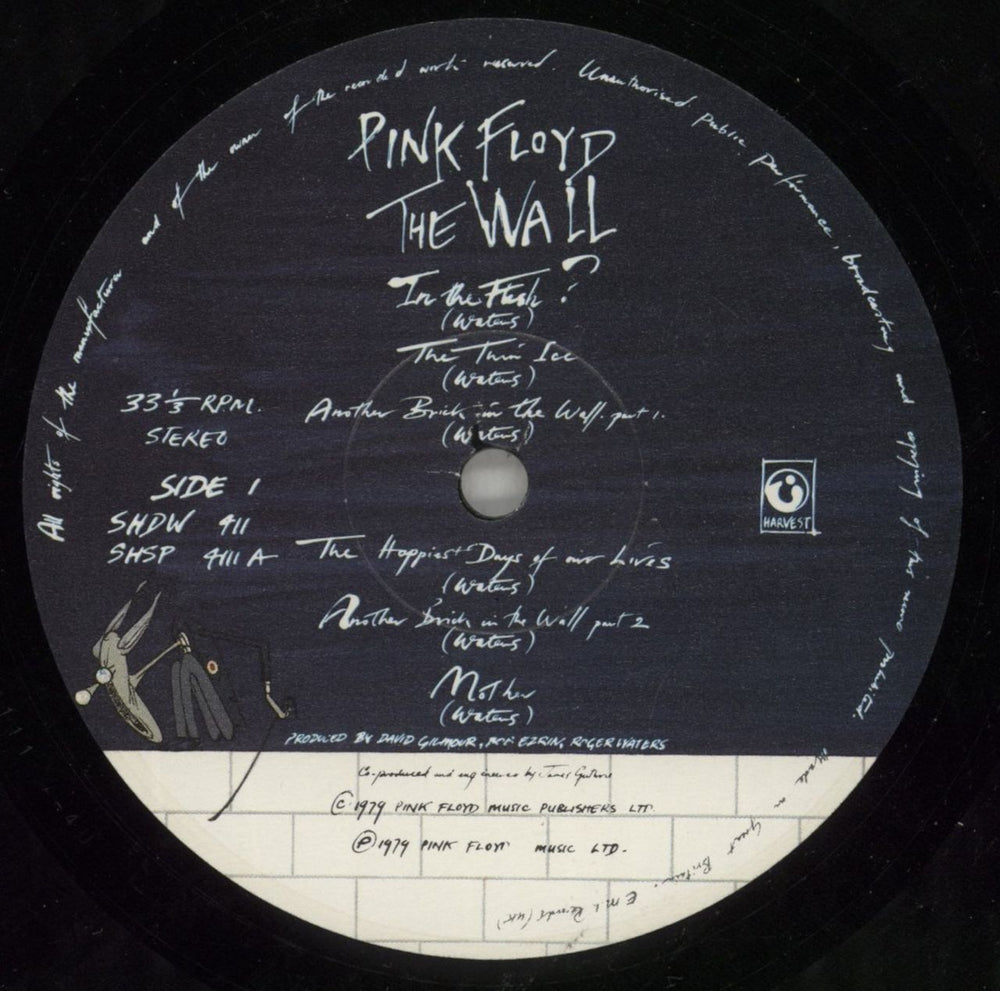 All rights of the manufacturer and of the owner of the recorded work reserved. Unauthorised public performance, broadcasting and copying of this record prohibited.
PINK FLOYD
THE WALL
In the Flesh ?
(Waters)
The Thin Ice
(Waters)
Another Brick in the Wall. part 1.
(Waters)
33 1/3 RPM.
STEREO
SIDE 1
SHDW 411
SHSP 4111 A
HARVEST
The Happiest Days of our Lives
(Waters)
Another Brick in the Wall part 2
(Waters)
Mother
(Waters)
PRODUCED BY DAVID GILMOUR, BOB EZRIN, ROGER WATERS
Co-produced and engineered by James Guthrie
© 1979 PINK FLOYD MUSIC PUBLISHERS LTD.
℗ 1979 PINK FLOYD MUSIC LTD.
Made in Great Britain.
E.M.I. Records (UK)